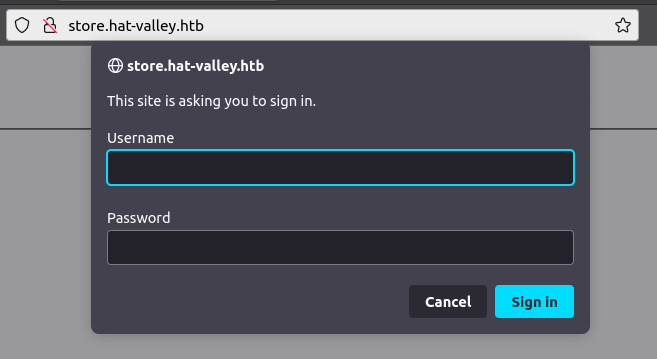 store.hat-valley.htb
store.hat-valley.htb
This site is asking you to sign in.
Username
Password
Cancel Sign in